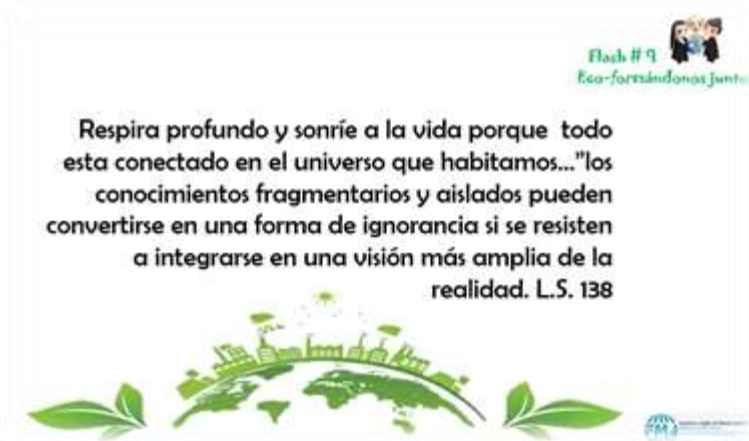 Flash # 9
Eco-formándonos junt
Respira profundo y sonríe a la vida porque todo
esta conectado en el universo que habitamos..."los
conocimientos fragmentarios y aislados pueden
convertirse en una forma de ignorancia si se resisten
a integrarse en una visión más amplia de la
realidad. L.S. 138